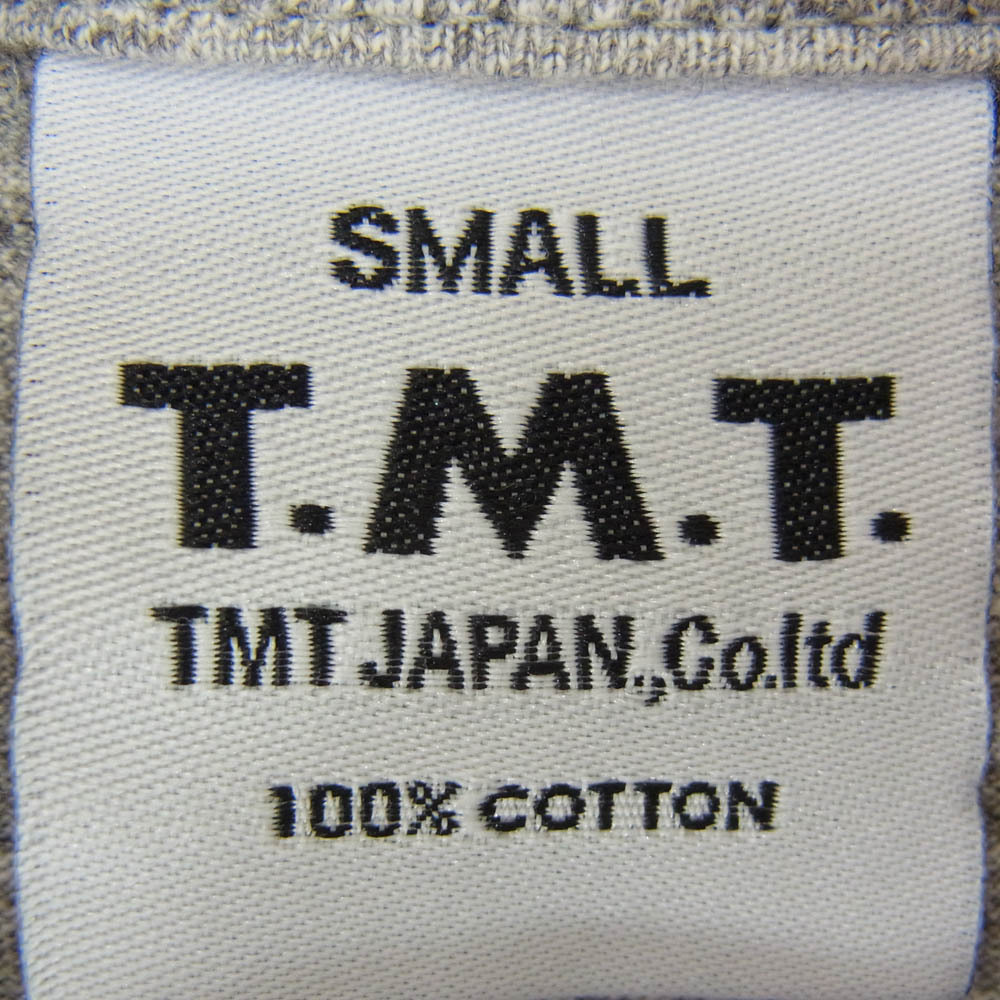 SMALL
T.M.T.
TMT JAPAN.,Co.ltd
100% COTTON